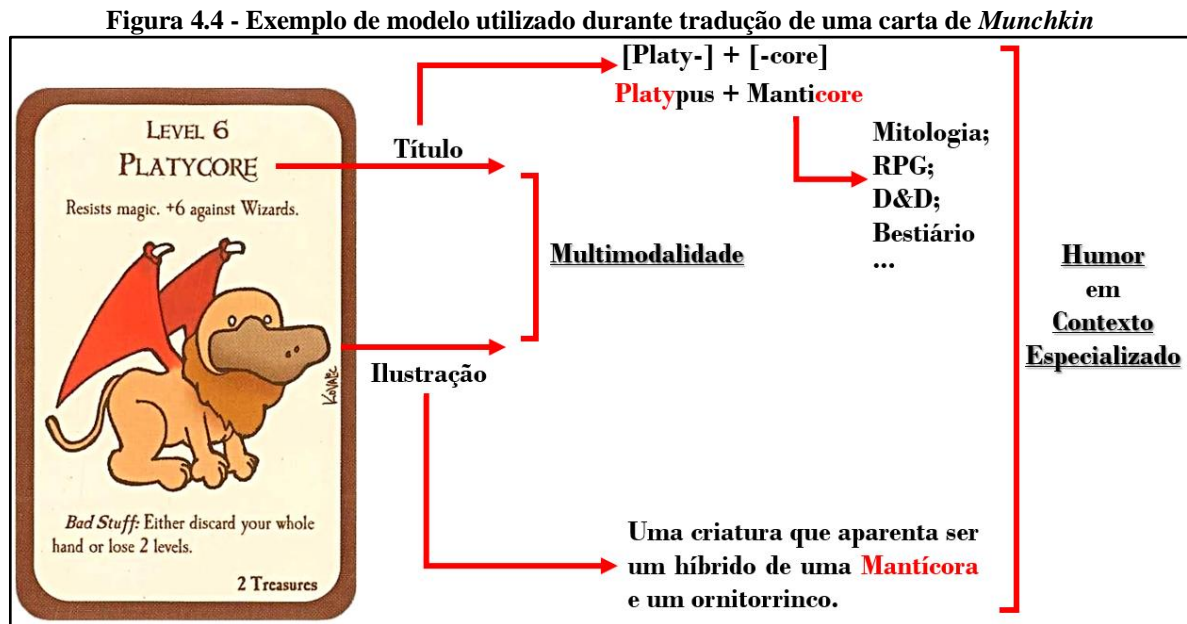 Figura 4.4 - Exemplo de modelo utilizado durante tradução de uma carta de Munchkin
LEVEL 6
PLATYCORE
Resists magic. +6 against Wizards.
KOVALIC
Bad Stuff: Either discard your whole
hand or lose 2 levels.
2 Treasures
Título
Ilustração
Multimodalidade
[Platy-] + [-core]
Platypus + Manticore
Mitologia;
RPG;
D&D;
Bestiário
...
Uma criatura que aparenta ser
um híbrido de uma Mantícora
e um ornitorrinco.
Humor
em
Contexto
Especializado